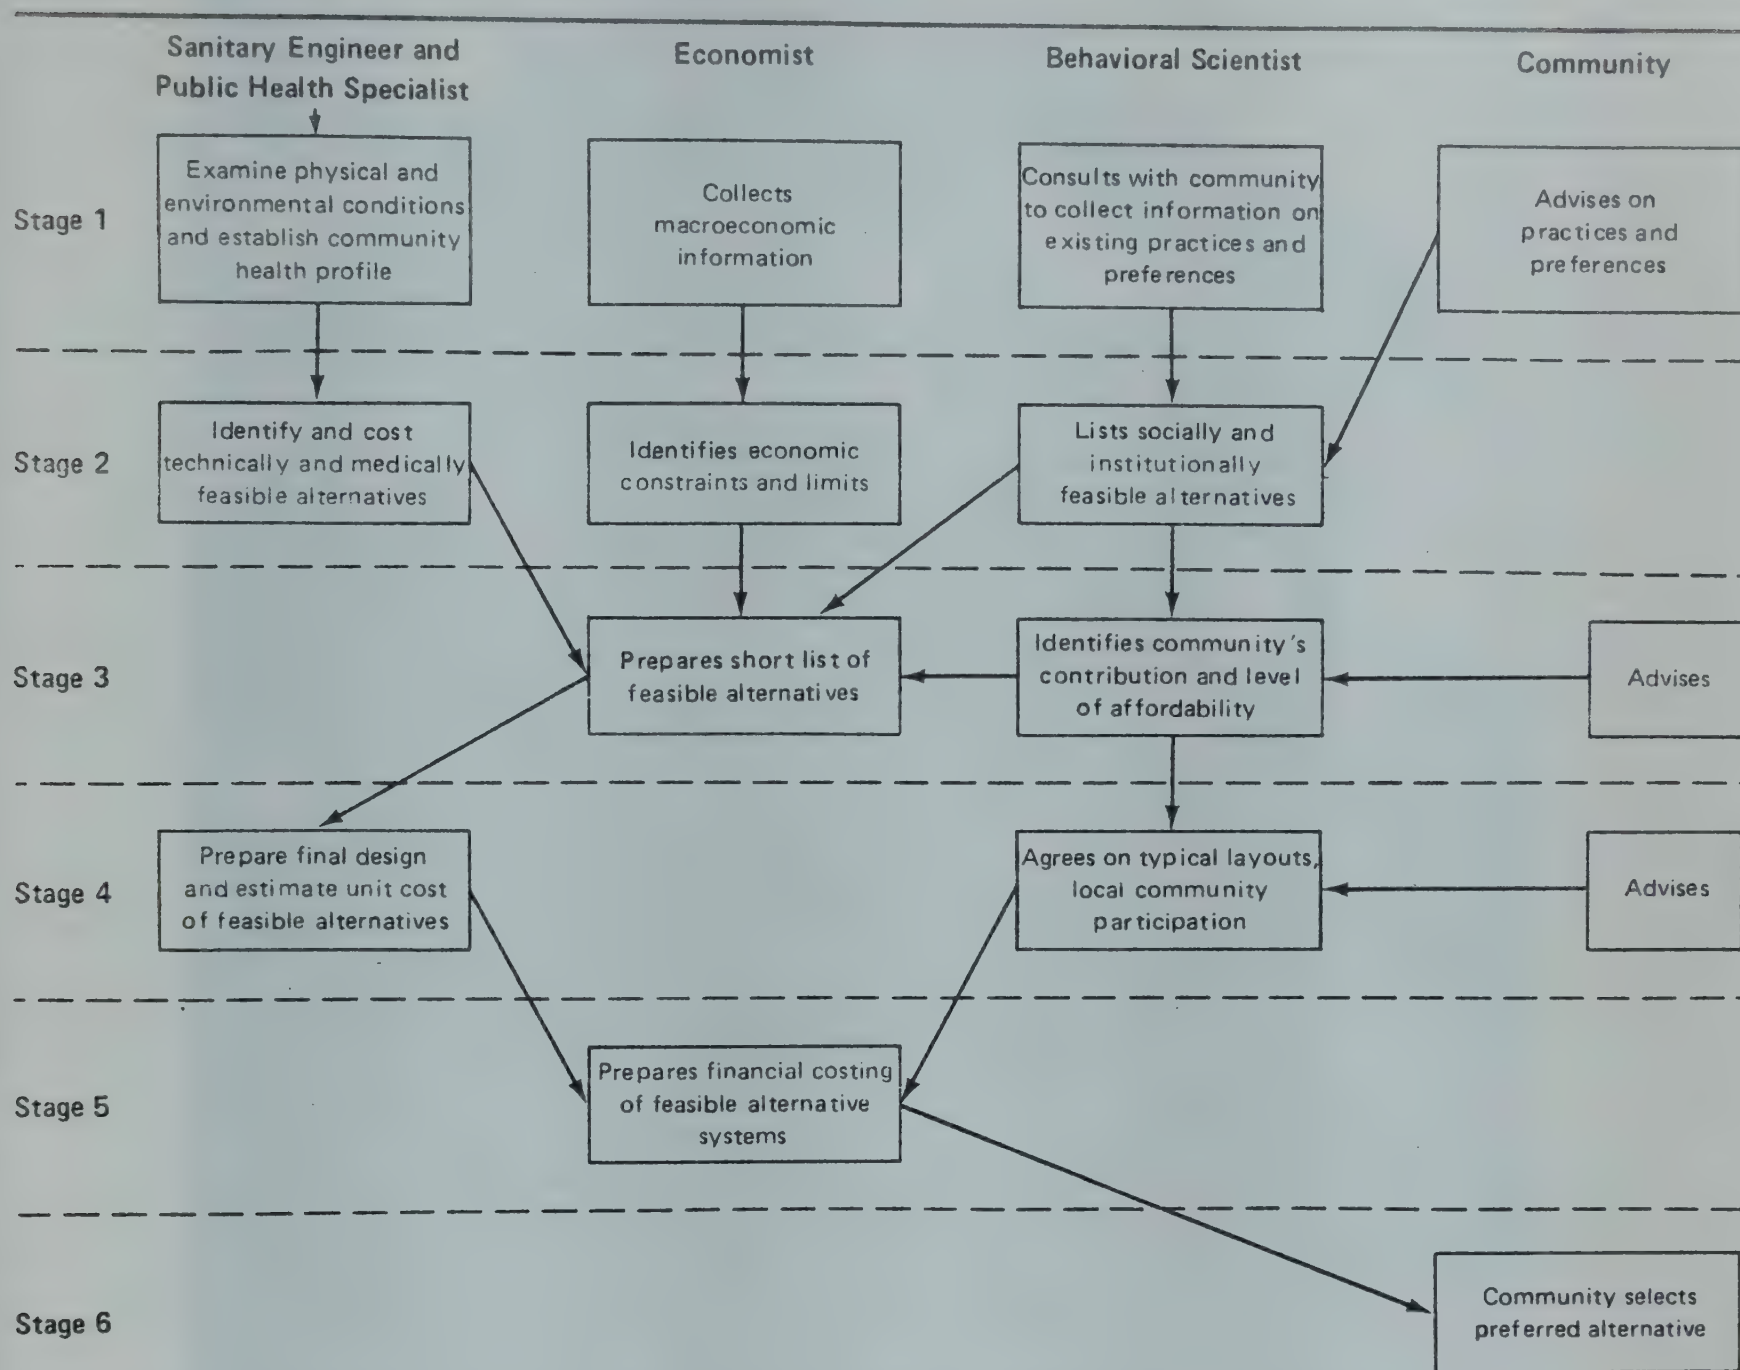 Sanitary Engineer and
Public Health Specialist
Economist
Behavioral Scientist
Community
Stage 1
Examine physical and
environmental conditions
and establish community
health profile
Collects
macroeconomic
information
Consults with community
to collect information on
existing practices and
preferences
Advises on
practices and
preferences
Stage 2
Identify and cost
technically and medically
feasible alternatives
Identifies economic
constraints and limits
Lists socially and
institutionally
feasible alternatives
Stage 3
Prepares short list of
feasible alternatives
Identifies community's
contribution and level
of affordability
Advises
Stage 4
Prepare final design
and estimate unit cost
of feasible alternatives
Agrees on typical layouts,
local community
participation
Advises
Stage 5
Prepares financial costing
of feasible alternative
systems
Stage 6
Community selects
preferred alternative